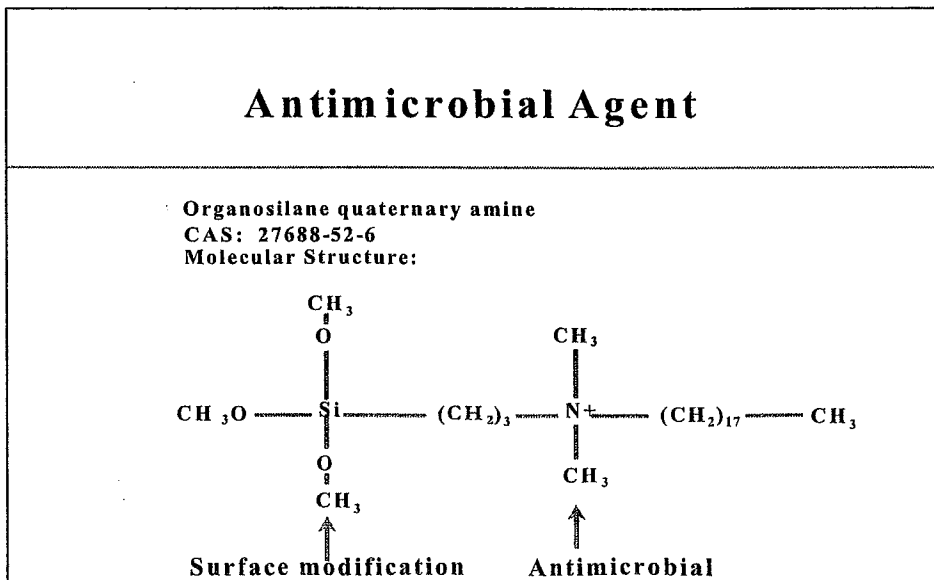 Antimicrobial Agent
Organosilane quaternary amine
CAS: 27688-52-6
Molecular Structure:
CH₃
O
CH₃
CH₃O Si (CH₂)₃ N+ (CH₂)₁₇ CH₃
O
CH₃
CH₃
Surface modification Antimicrobial